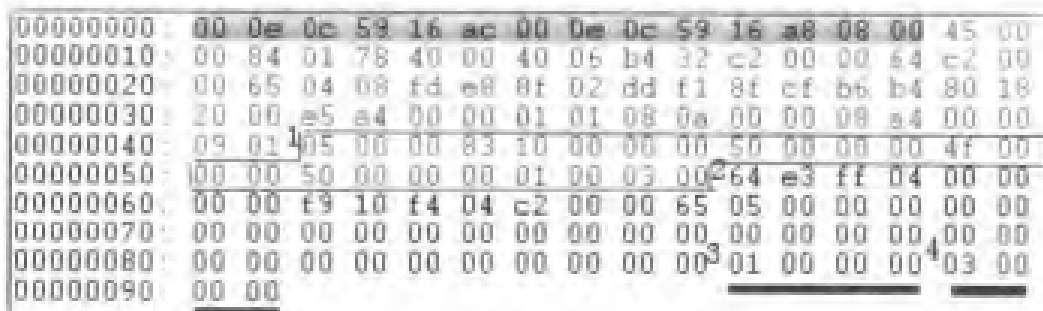 00000000: 00 0e 0c 59 16 ac 00 0e 0c 59 16 a8 08 00 45 00
00000010: 00 84 01 78 40 00 40 06 b4 32 c2 00 00 64 c2 00
00000020: 00 65 04 08 fd e8 8f 02 dd f1 8f cf b6 b4 80 18
00000030: 20 00 e5 a4 00 00 01 01 08 0a 00 00 08 a4 00 00
00000040: 09 01 1 05 00 00 83 10 00 00 00 50 00 00 00 4f 00
00000050: 00 00 50 00 00 00 01 00 03 00 2 64 e3 ff 04 00 00
00000060: 00 00 f9 10 f4 04 c2 00 00 65 05 00 00 00 00 00
00000070: 00 00 00 00 00 00 00 00 00 00 00 00 00 00 00 00
00000080: 00 00 00 00 00 00 00 00 00 00 3 01 00 00 00 4 03 00
00000090: 00 00